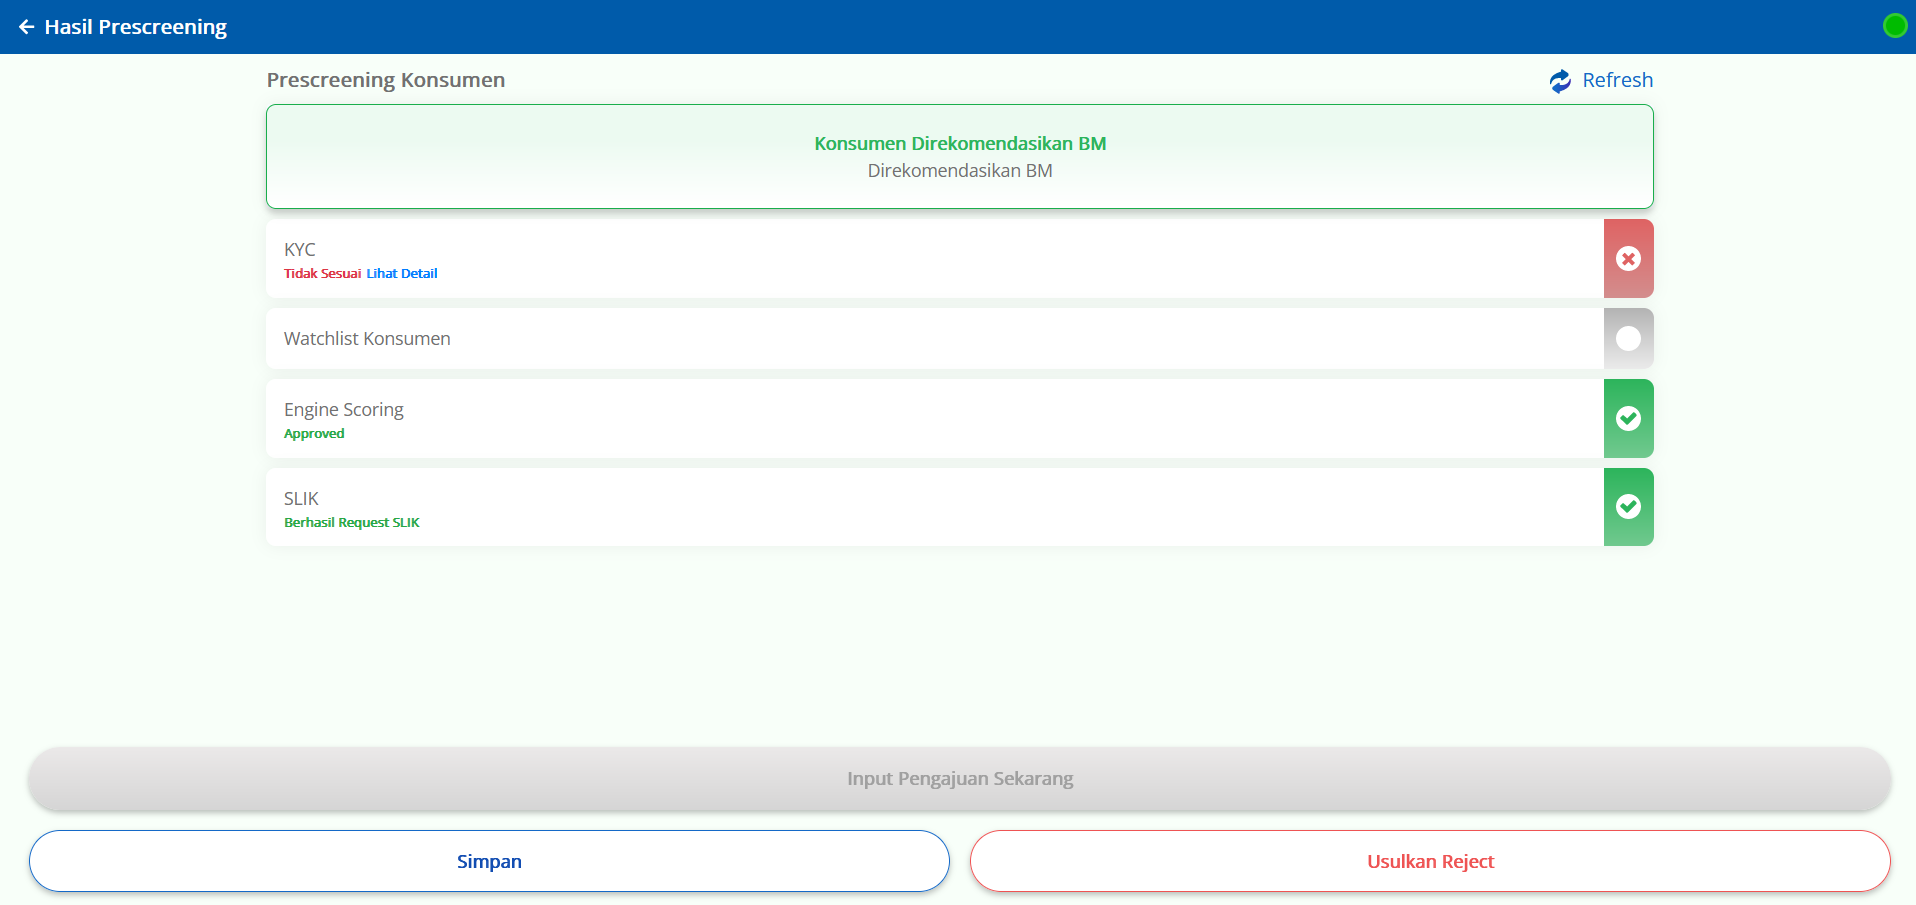 Hasil Prescreening
Prescreening Konsumen
Refresh
Konsumen Direkomendasikan BM
Direkomendasikan BM
KYC
Tidak Sesuai Lihat Detail
Watchlist Konsumen
Engine Scoring
Approved
SLIK
Berhasil Request SLIK
Input Pengajuan Sekarang
Simpan
Usulkan Reject